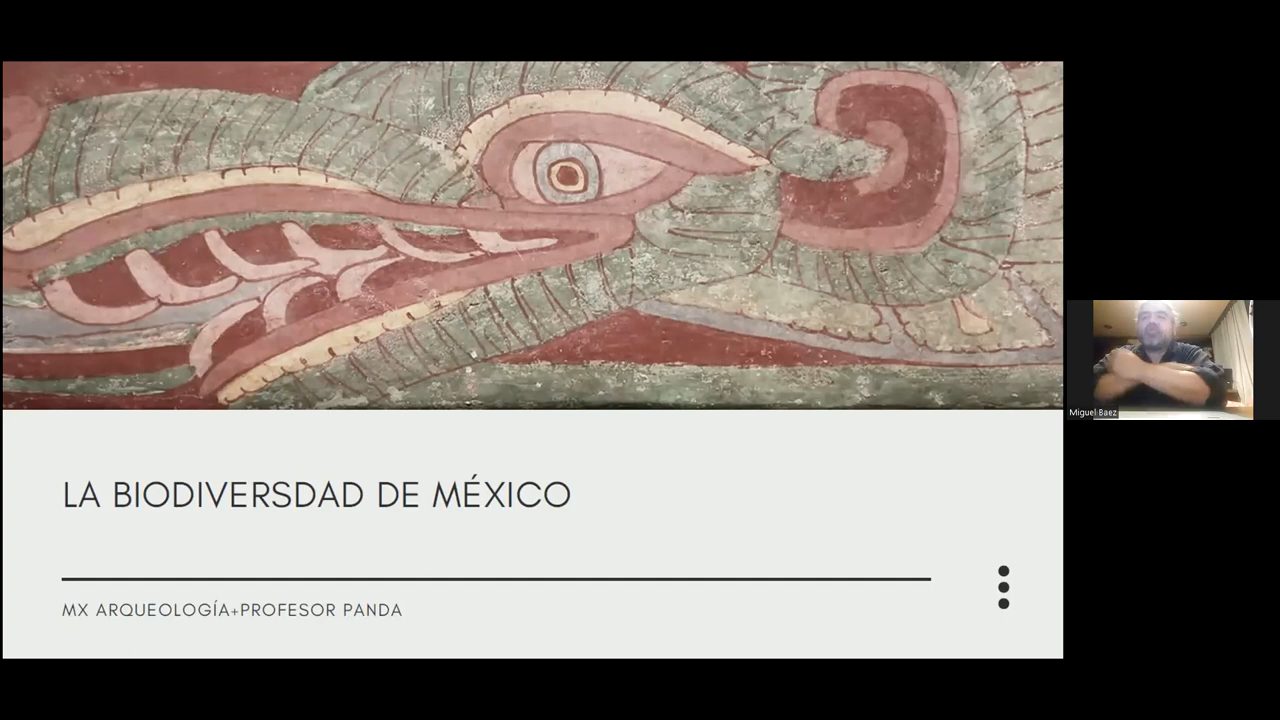 LA BIODIVERSDAD DE MÉXICO
MX ARQUEOLOGÍA+PROFESOR PANDA
Miguel Baez